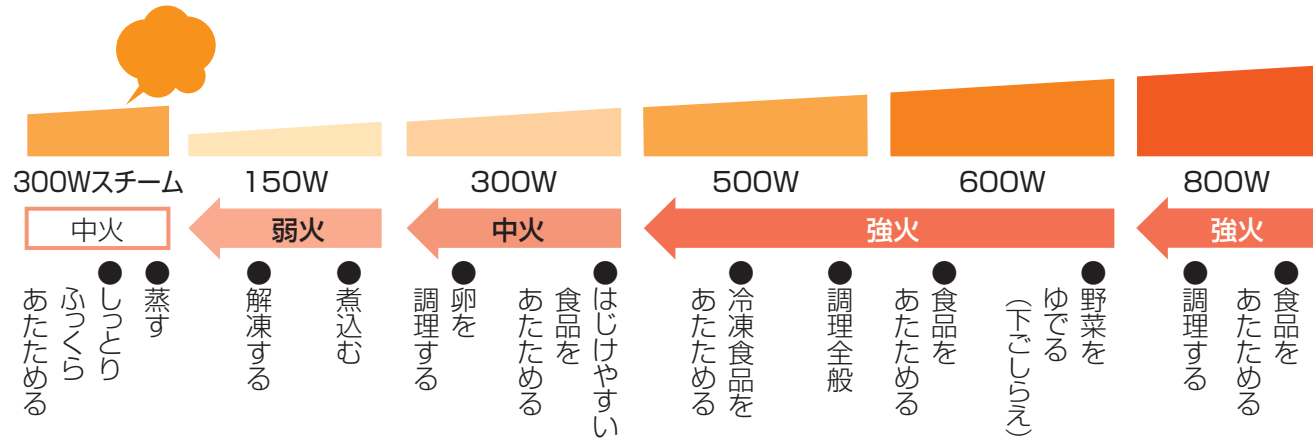 300Wスチーム
150W
300W
500W
600W
800W
中火
弱火
中火
強火
強火
●蒸す
●しっとり
ふっくら
あたためる
●煮込む
●解凍する
●はじけやすい
食品を
あたためる
●卵を
調理する
●調理全般
●冷凍食品を
あたためる
●野菜を
ゆでる
(下ごしらえ)
●食品を
あたためる
●食品を
あたためる
●調理する